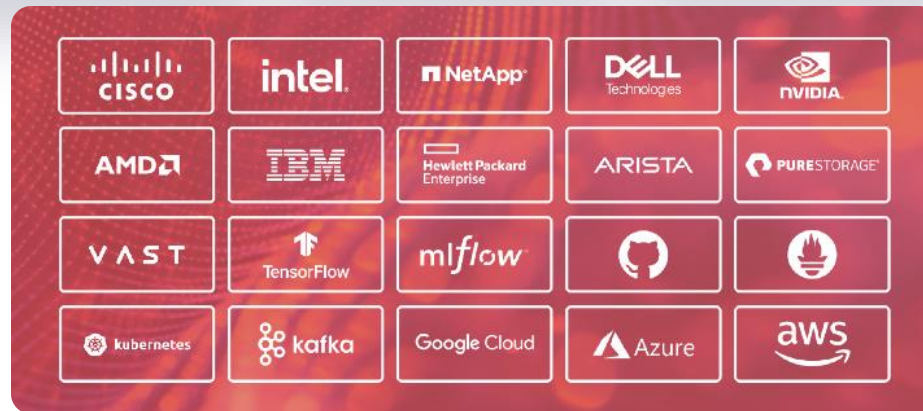 CISCO
intel.
NetApp
DELL
Technologies
NVIDIA.
AMD
IBM
Hewlett Packard
Enterprise
ARISTA
PURESTORAGE
VAST
TensorFlow
mlflow
kubernetes
kafka
Google Cloud
Azure
aws